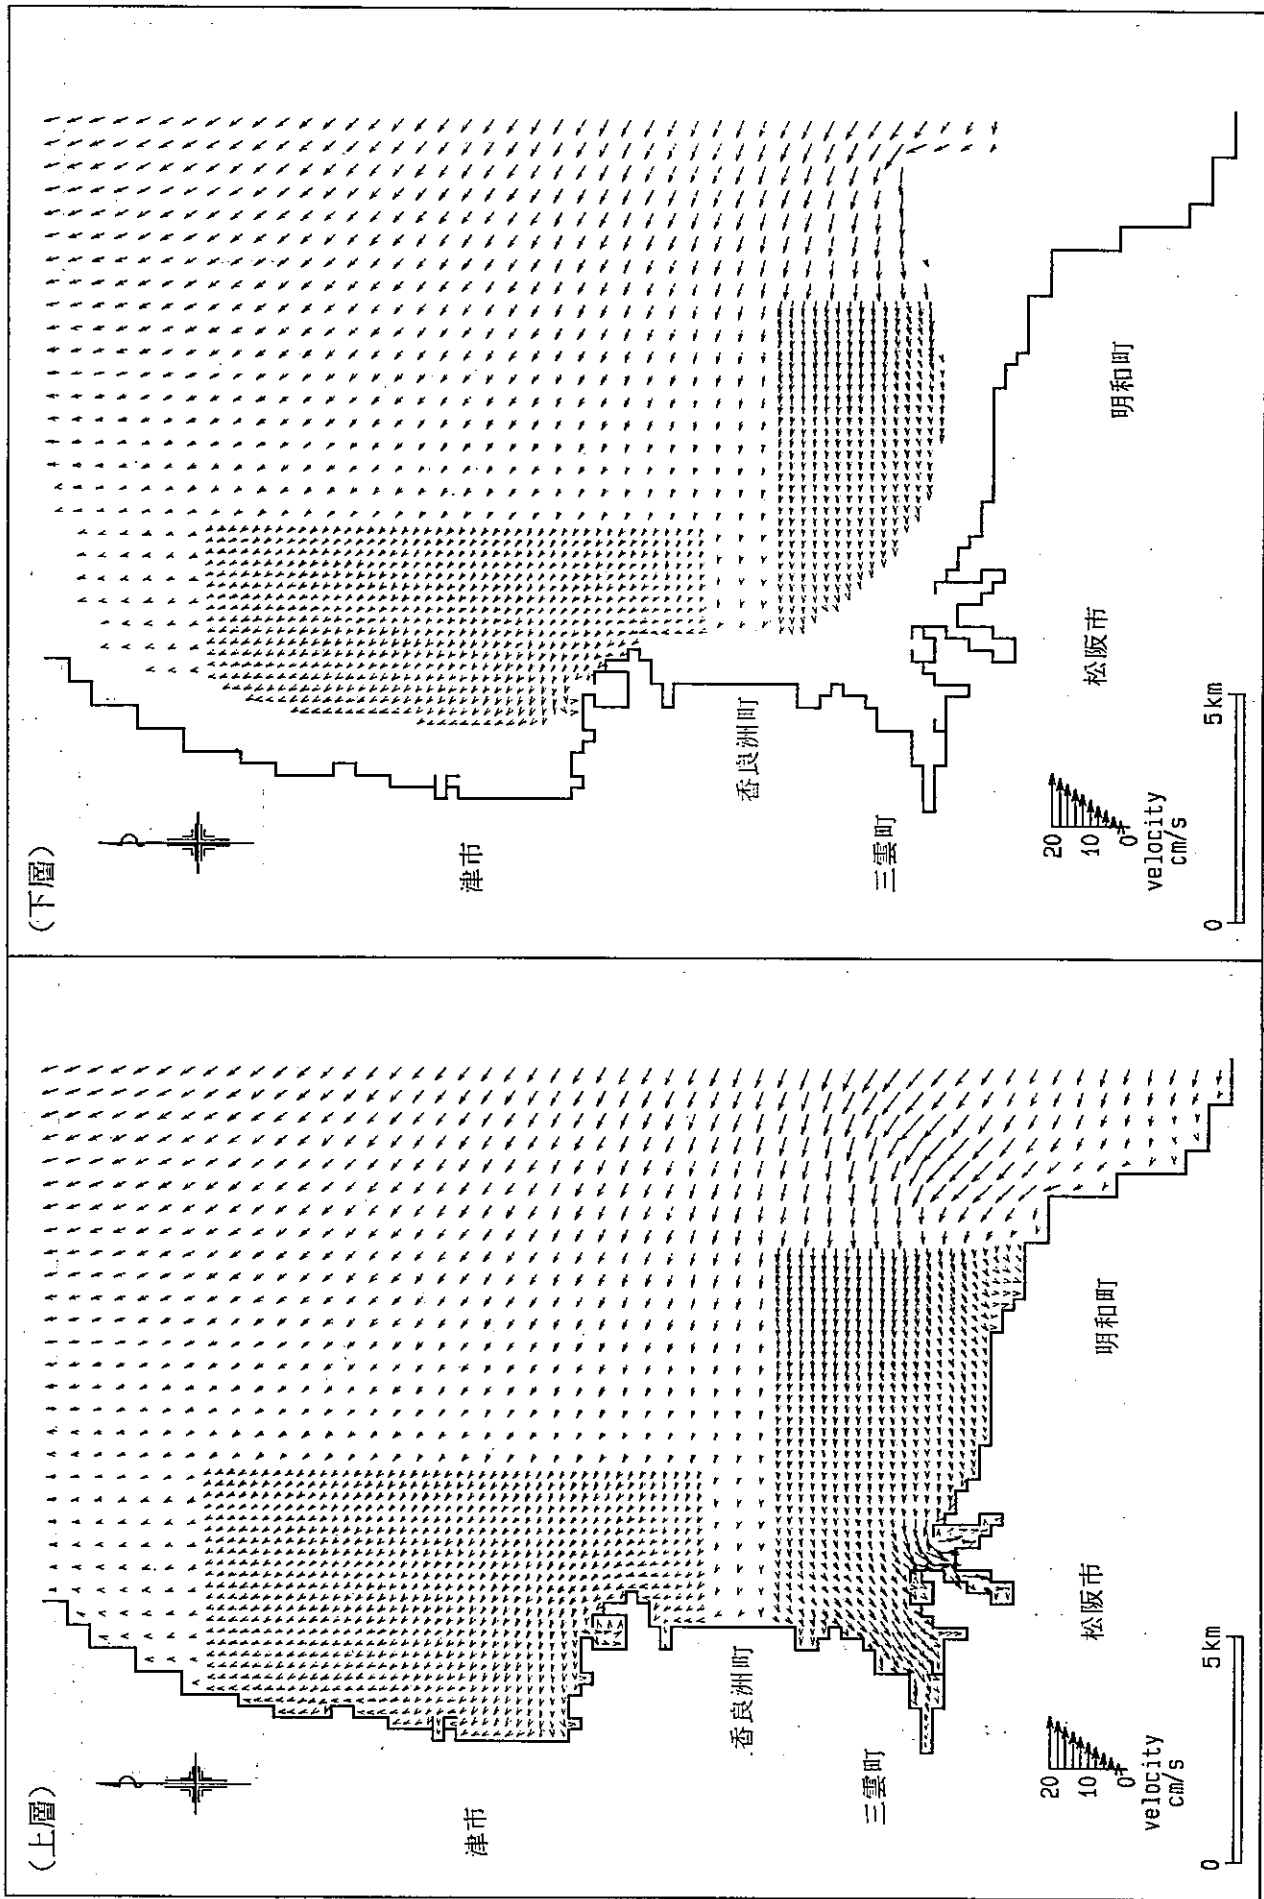 (上層)
津市
香良洲町
三雲町
松阪市
明和町
20
10
0
velocity
cm/s
0
5km
(下層)
津市
香良洲町
三雲町
松阪市
明和町
20
10
0
velocity
cm/s
0
5km